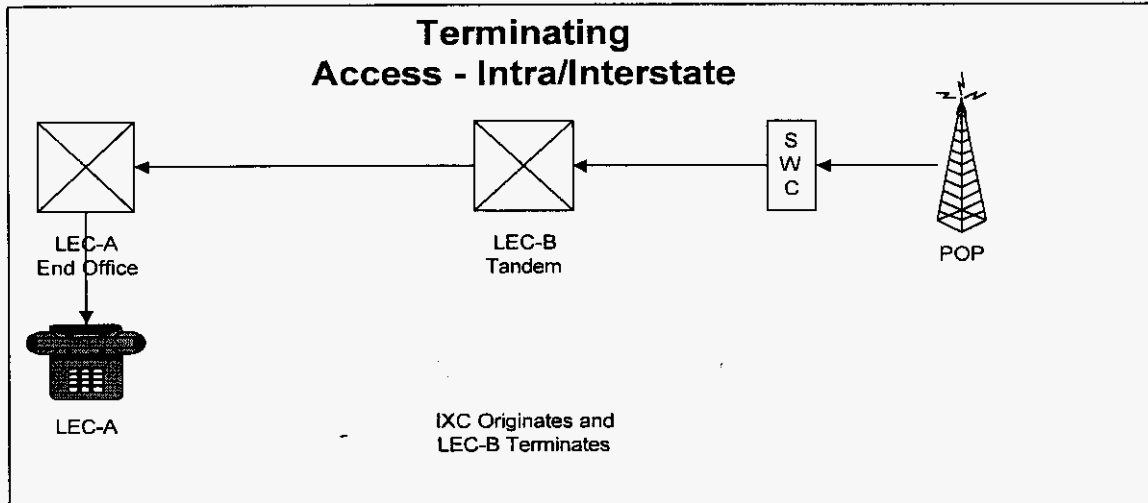 Terminating
Access - Intra/Interstate
S
W
C
LEC-A
End Office
LEC-B
Tandem
POP
LEC-A
IXC Originates and
LEC-B Terminates